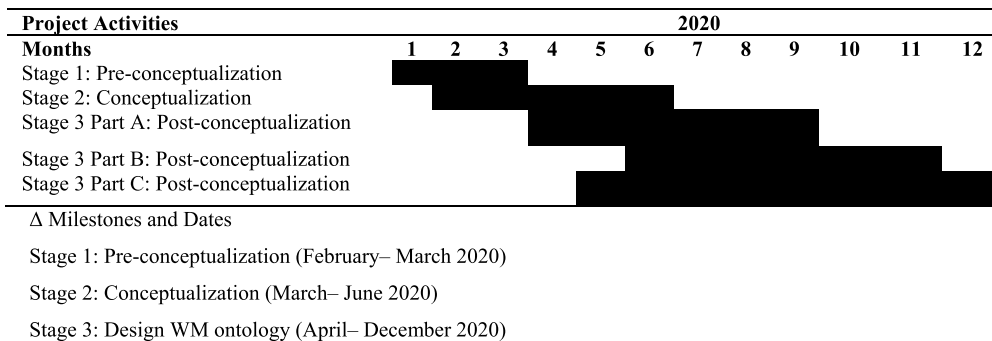 Project Activities 2020
Months 1 2 3 4 5 6 7 8 9 10 11 12
Stage 1: Pre-conceptualization
Stage 2: Conceptualization
Stage 3 Part A: Post-conceptualization
Stage 3 Part B: Post-conceptualization
Stage 3 Part C: Post-conceptualization
Δ Milestones and Dates
Stage 1: Pre-conceptualization (February– March 2020)
Stage 2: Conceptualization (March– June 2020)
Stage 3: Design WM ontology (April– December 2020)